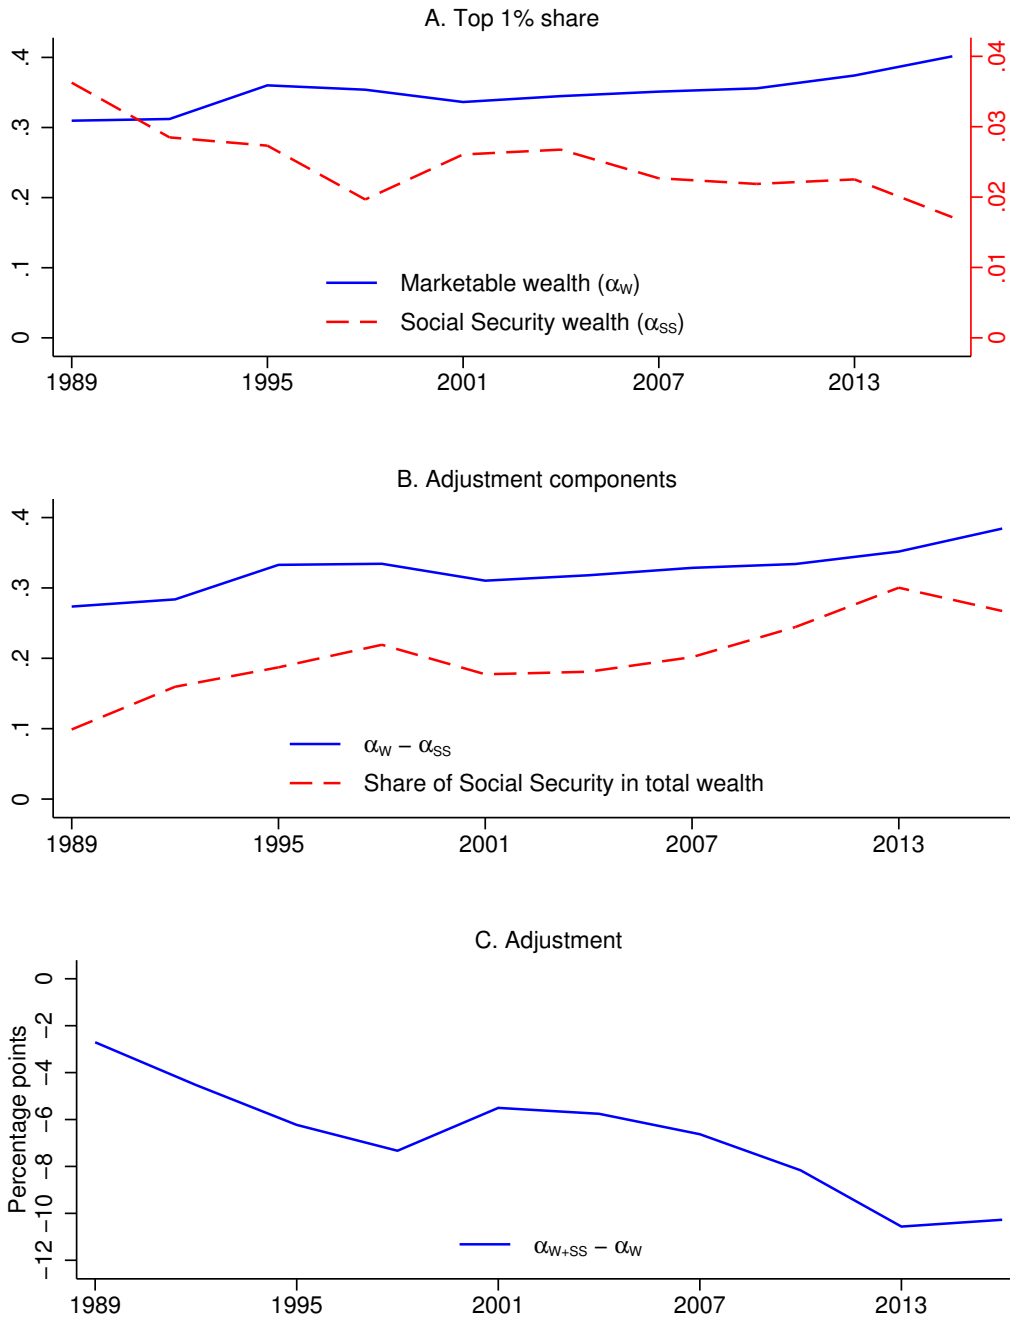 A. Top 1% share
.4
.3
.2
.1
0
.04
.03
.02
.01
0
Marketable wealth (αW)
Social Security wealth (αSS)
1989 1995 2001 2007 2013
B. Adjustment components
.4
.3
.2
.1
0
αW – αSS
Share of Social Security in total wealth
1989 1995 2001 2007 2013
C. Adjustment
Percentage points
0
−2
−4
−6
−8
−10
−12
αW+SS – αW
1989 1995 2001 2007 2013